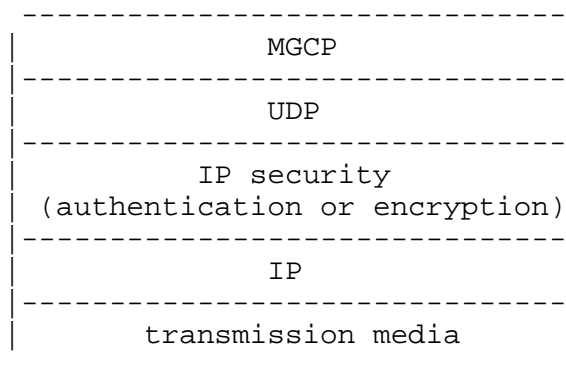 ------------------------------
| MGCP
|------------------------------
| UDP
|------------------------------
| IP security
| (authentication or encryption)
|------------------------------
| IP
|------------------------------
| transmission media